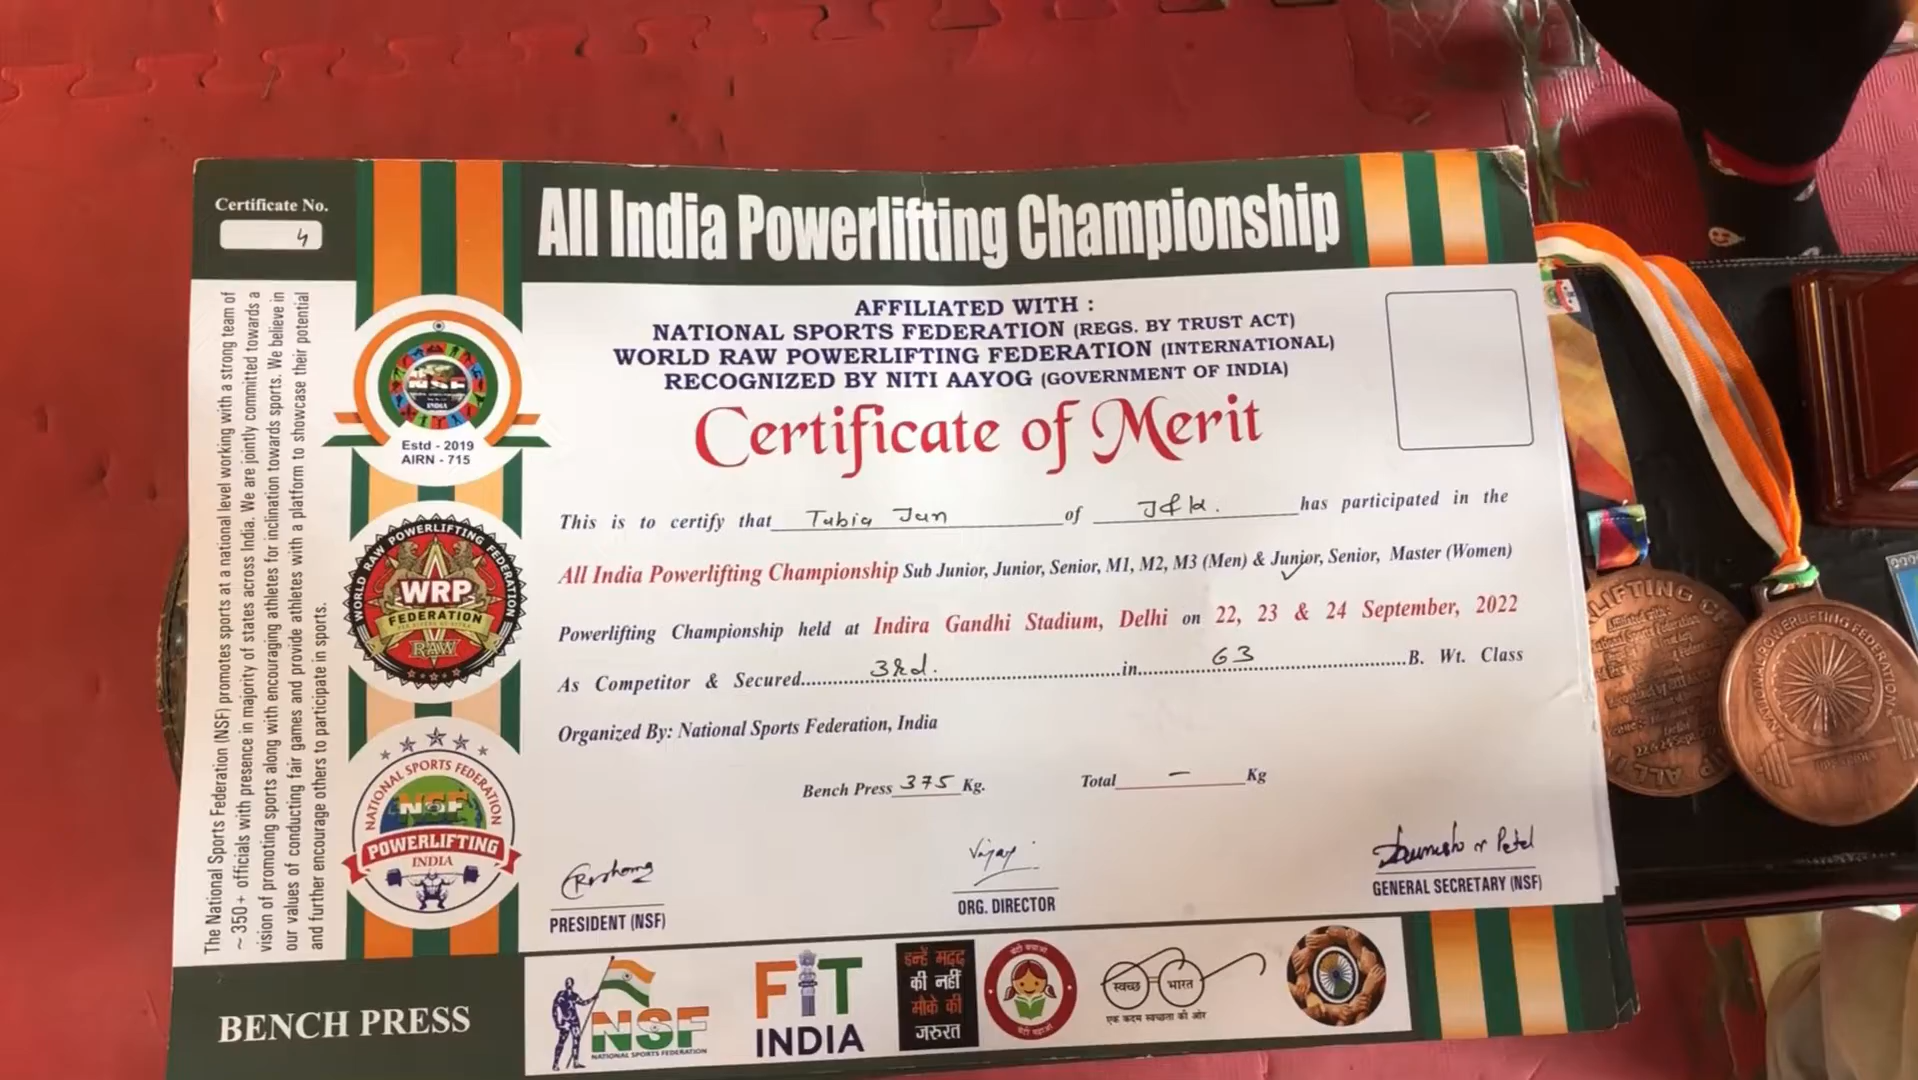 Certificate No.
4
All India Powerlifting Championship
AFFILIATED WITH :
NATIONAL SPORTS FEDERATION (REGS. BY TRUST ACT)
WORLD RAW POWERLIFTING FEDERATION (INTERNATIONAL)
RECOGNIZED BY NITI AAYOG (GOVERNMENT OF INDIA)
Certificate of Merit
This is to certify that Tabia Jan of J&K. has participated in the
All India Powerlifting Championship Sub Junior, Junior, Senior, M1, M2, M3 (Men) & Junior, Senior, Master (Women)
Powerlifting Championship held at Indira Gandhi Stadium, Delhi on 22, 23 & 24 September, 2022
As Competitor & Secured 3rd. in 63 B. Wt. Class
Organized By: National Sports Federation, India
Bench Press 375 Kg. Total — Kg
Vijay
PRESIDENT (NSF)
ORG. DIRECTOR
GENERAL SECRETARY (NSF)
The National Sports Federation (NSF) promotes sports at a national level working with a strong team of
~ 350+ officials with presence in majority of states across India. We are jointly committed towards a
vision of promoting sports along with encouraging athletes for inclination towards sports. We believe in
our values of conducting fair games and provide athletes with a platform to showcase their potential
and further encourage others to participate in sports.
NSF
INDIA
Estd - 2019
AIRN - 715
WORLD RAW POWERLIFTING FEDERATION
WRP
FEDERATION
RAW
NATIONAL SPORTS FEDERATION
NSF
POWERLIFTING
INDIA
BENCH PRESS
NSF
NATIONAL SPORTS FEDERATION
FIT
INDIA
इन्हें मदद
की नहीं
मौके की
जरुरत
बेटी बचाओ
बेटी पढ़ाओ
स्वच्छ भारत
एक कदम स्वच्छता की ओर
NATIONAL POWERLIFTING FEDERATION